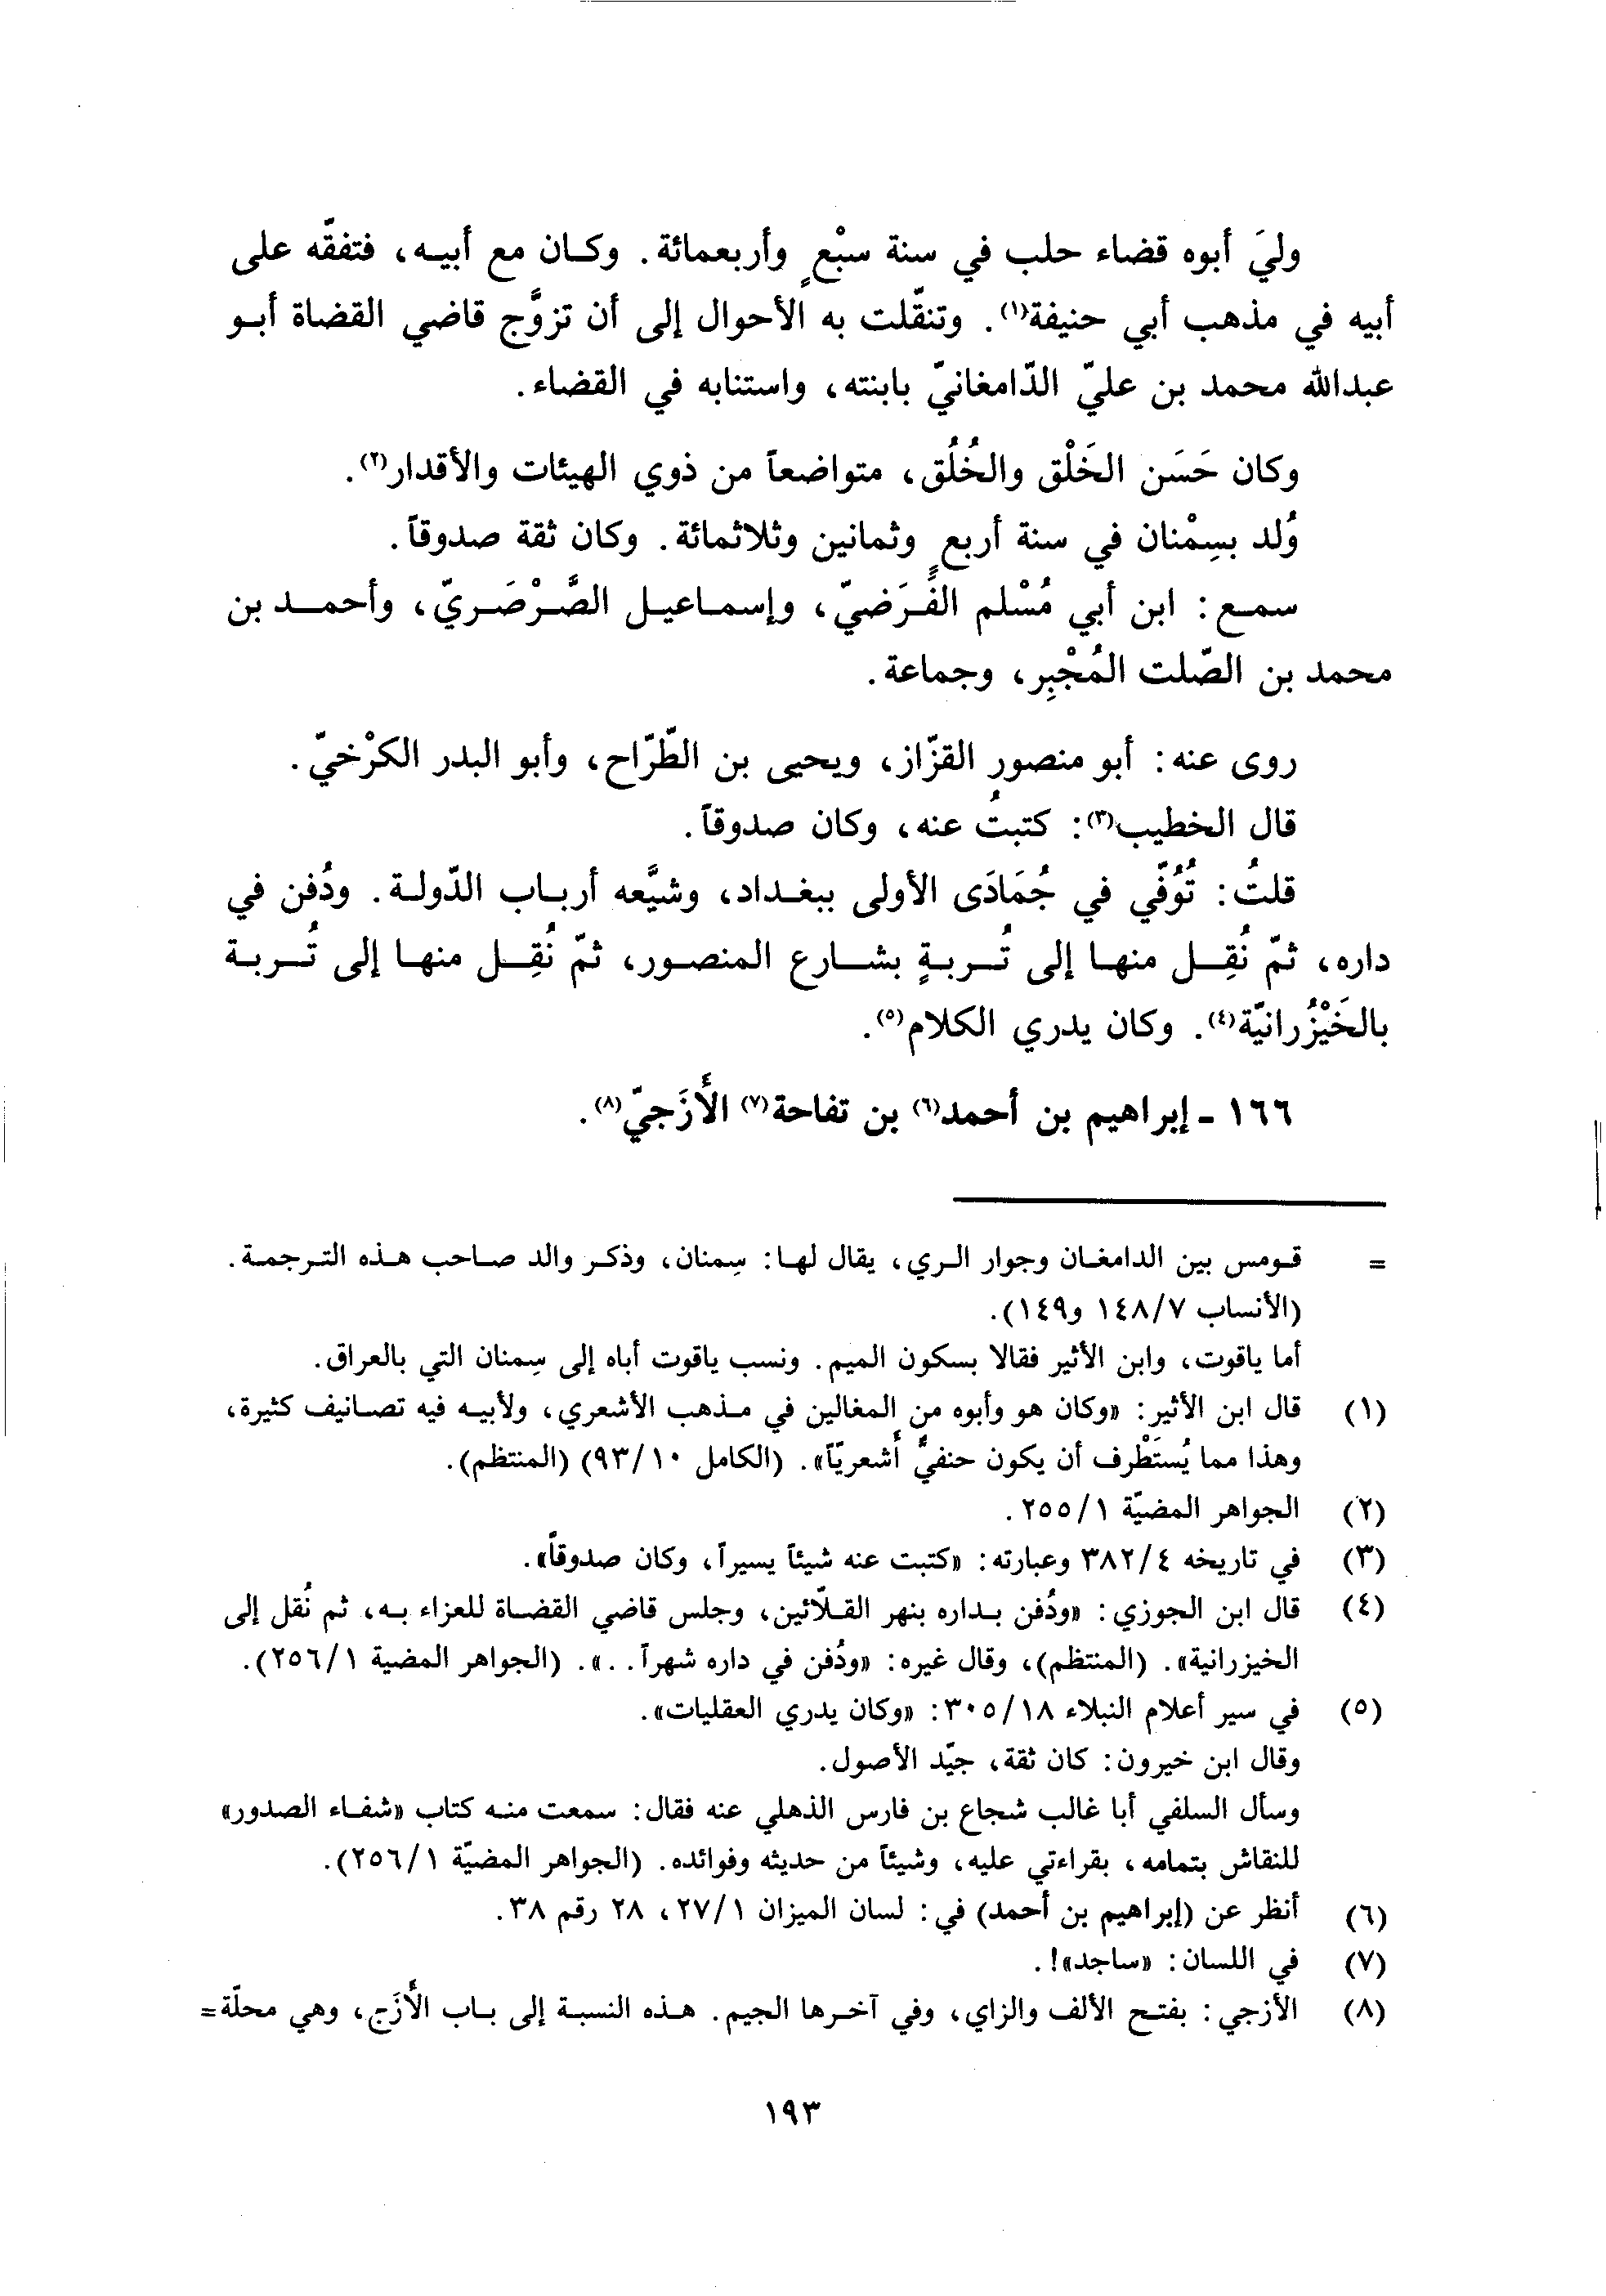 وليَ أبوه قضاء حلب في سنة سبْعٍ وأربعمائة. وكان مع أبيه، فتفقّه على
أبيه في مذهب أبي حنيفة(١). وتنقّلت به الأحوال إلى أن تزوَّج قاضي القضاة أبو
عبدالله محمد بن عليّ الدّامغانيّ بابنته، واستنابه في القضاء.
وكان حَسَن الخَلْق والخُلُق، متواضعاً من ذوي الهيئات والأقدار(٢).
وُلد بسِمْنان في سنة أربعٍ وثمانين وثلاثمائة. وكان ثقة صدوقاً.
سمع: ابن أبي مُسْلم الفَرَضيّ، وإسماعيل الصَّرْصَريّ، وأحمد بن
محمد بن الصّلت المُجْبِر، وجماعة.
روى عنه: أبو منصور القزّاز، ويحيى بن الطّرّاح، وأبو البدر الكرْخيّ.
قال الخطيب(٣): كتبتُ عنه، وكان صدوقاً.
قلتُ: تُوُفّي في جُمَادَى الأولى ببغداد، وشيَّعه أرباب الدّولة. ودُفن في
داره، ثمّ نُقِل منها إلى تُربةٍ بشارع المنصور، ثمّ نُقِل منها إلى تُربة
بالخَيْزُرانيّة(٤). وكان يدري الكلام(٥).
١٦٦ - إبراهيم بن أحمد(٦) بن تفاحة(٧) الأَزَجيّ(٨).
= قومس بين الدامغان وجوار الري، يقال لها: سِمنان، وذكر والد صاحب هذه الترجمة.
(الأنساب ١٤٨/٧ و١٤٩).
أما ياقوت، وابن الأثير فقالا بسكون الميم. ونسب ياقوت أباه إلى سِمنان التي بالعراق.
(١) قال ابن الأثير: «وكان هو وأبوه من المغالين في مذهب الأشعري، ولأبيه فيه تصانيف كثيرة،
وهذا مما يُستَطْرف أن يكون حنفيٌّ أشعريّاً». (الكامل ٩٣/١٠) (المنتظم).
(٢) الجواهر المضيّة ٢٥٥/١.
(٣) في تاريخه ٣٨٢/٤ وعبارته: «كتبت عنه شيئاً يسيراً، وكان صدوقاً».
(٤) قال ابن الجوزي: «ودُفن بداره بنهر القلّائين، وجلس قاضي القضاة للعزاء به، ثم نُقل إلى
الخيزرانية». (المنتظم)، وقال غيره: «ودُفن في داره شهراً..». (الجواهر المضية ٢٥٦/١).
(٥) في سير أعلام النبلاء ٣٠٥/١٨: «وكان يدري العقليات».
وقال ابن خيرون: كان ثقة، جيّد الأصول.
وسأل السلفي أبا غالب شجاع بن فارس الذهلي عنه فقال: سمعت منه كتاب «شفاء الصدور»
للنقاش بتمامه، بقراءتي عليه، وشيئاً من حديثه وفوائده. (الجواهر المضيّة ٢٥٦/١).
(٦) أنظر عن (إبراهيم بن أحمد) في: لسان الميزان ٢٧/١، ٢٨ رقم ٣٨.
(٧) في اللسان: «ساجد»!.
(٨) الأزجي: بفتح الألف والزاي، وفي آخرها الجيم. هذه النسبة إلى باب الأَزَج، وهي محلّة=
١٩٣